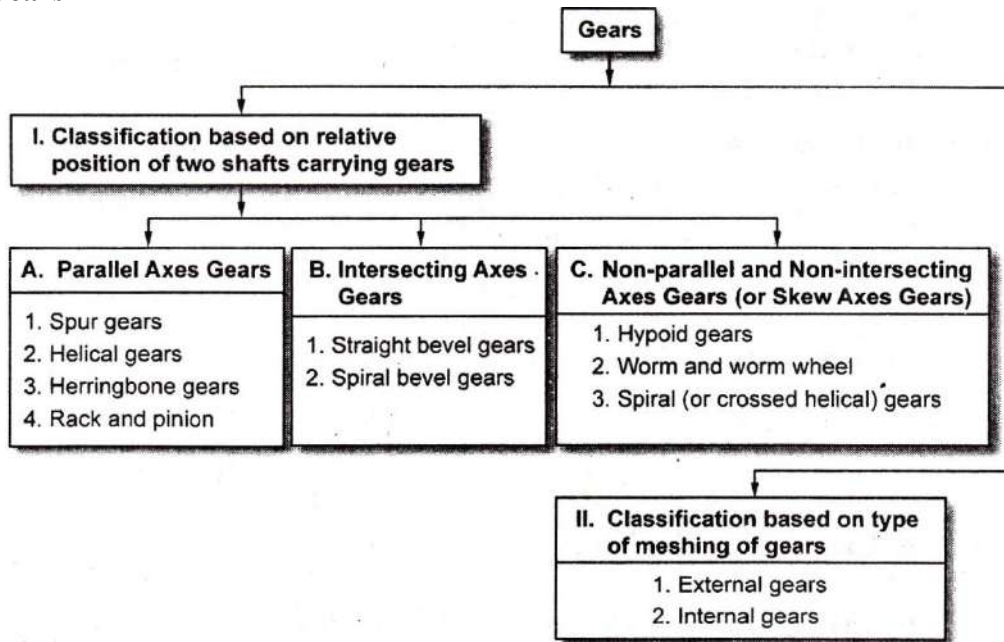 Gears
I. Classification based on relative
position of two shafts carrying gears
A. Parallel Axes Gears
1. Spur gears
2. Helical gears
3. Herringbone gears
4. Rack and pinion
B. Intersecting Axes
Gears
1. Straight bevel gears
2. Spiral bevel gears
C. Non-parallel and Non-intersecting
Axes Gears (or Skew Axes Gears)
1. Hypoid gears
2. Worm and worm wheel
3. Spiral (or crossed helical) gears
II. Classification based on type
of meshing of gears
1. External gears
2. Internal gears